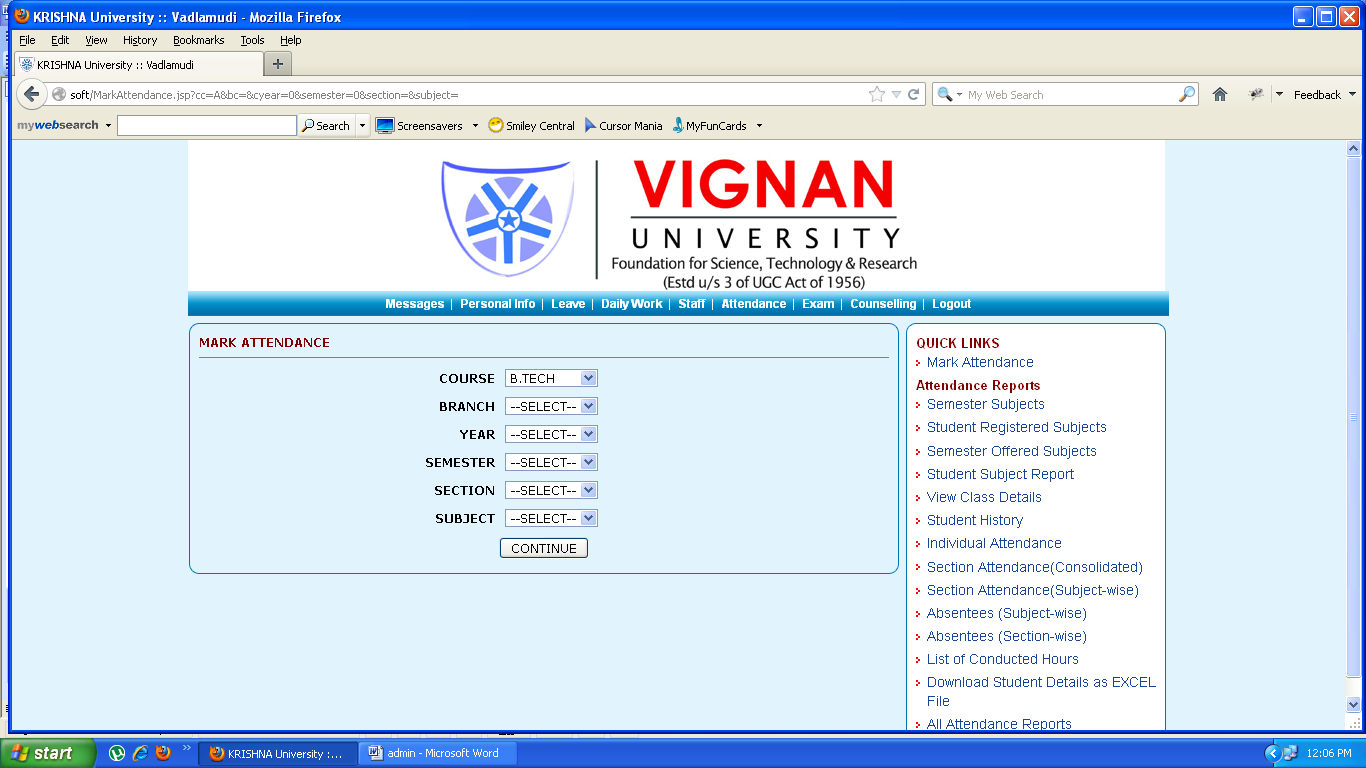 KRISHNA University :: Vadlamudi - Mozilla Firefox
File Edit View History Bookmarks Tools Help
KRISHNA University :: Vadlamudi
soft/MarkAttendance.jsp?cc=A&bc=&cyear=0&semester=0&section=&subject=
My Web Search
Feedback
mywebsearch
Search
Screensavers
Smiley Central
Cursor Mania
MyFunCards
VIGNAN
UNIVERSITY
Foundation for Science, Technology & Research
(Estd u/s 3 of UGC Act of 1956)
Messages | Personal Info | Leave | Daily Work | Staff | Attendance | Exam | Counselling | Logout
MARK ATTENDANCE
COURSE B.TECH
BRANCH --SELECT--
YEAR --SELECT--
SEMESTER --SELECT--
SECTION --SELECT--
SUBJECT --SELECT--
CONTINUE
QUICK LINKS
Mark Attendance
Attendance Reports
Semester Subjects
Student Registered Subjects
Semester Offered Subjects
Student Subject Report
View Class Details
Student History
Individual Attendance
Section Attendance(Consolidated)
Section Attendance(Subject-wise)
Absentees (Subject-wise)
Absentees (Section-wise)
List of Conducted Hours
Download Student Details as EXCEL
File
All Attendance Reports
start
KRISHNA University :...
admin - Microsoft Word
12:06 PM